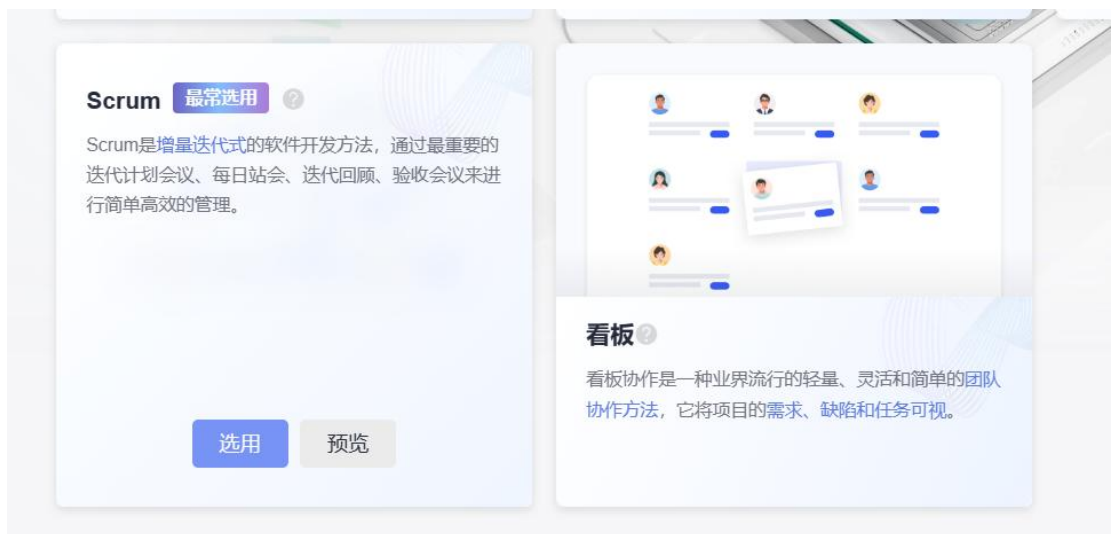 Scrum 最常选用 ?
Scrum是增量迭代式的软件开发方法，通过最重要的
迭代计划会议、每日站会、迭代回顾、验收会议来进
行简单高效的管理。
选用 预览
看板 ?
看板协作是一种业界流行的轻量、灵活和简单的团队
协作方法，它将项目的需求、缺陷和任务可视。